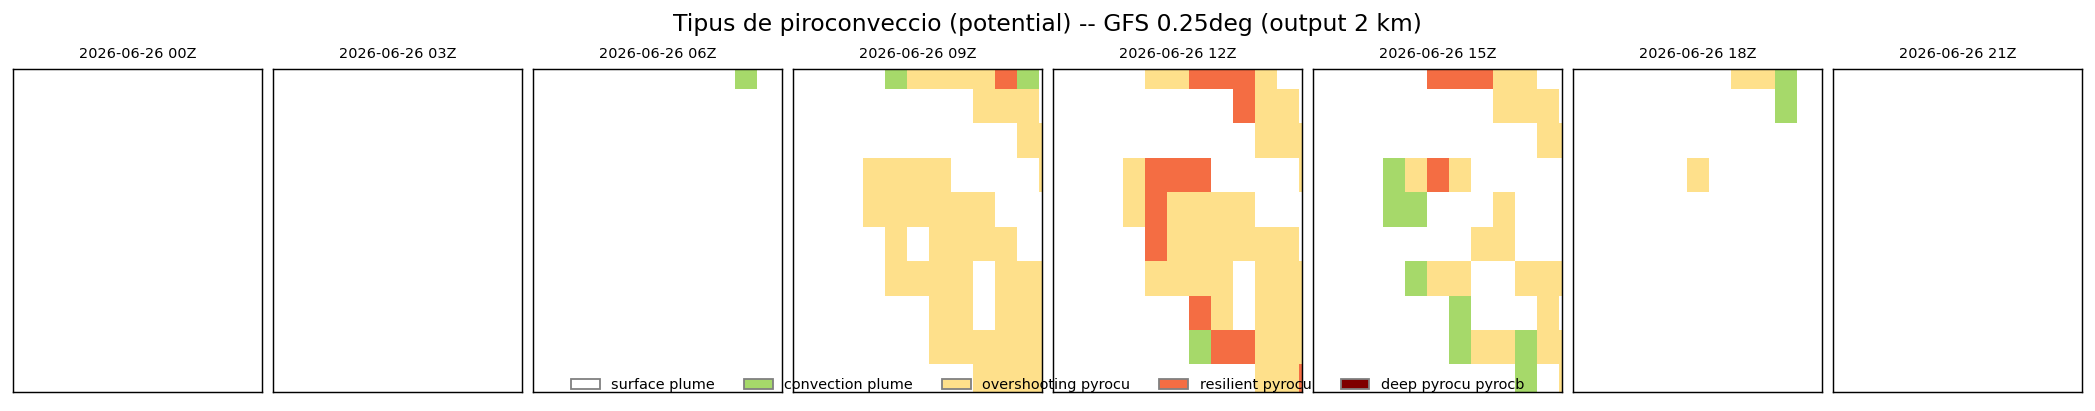 Tipus de piroconveccio (potential) -- GFS 0.25deg (output 2 km)
2026-06-26 00Z
2026-06-26 03Z
2026-06-26 06Z
2026-06-26 09Z
2026-06-26 12Z
2026-06-26 15Z
2026-06-26 18Z
2026-06-26 21Z
surface plume
convection plume
overshooting pyrocu
resilient pyrocu
deep pyrocu pyrocb